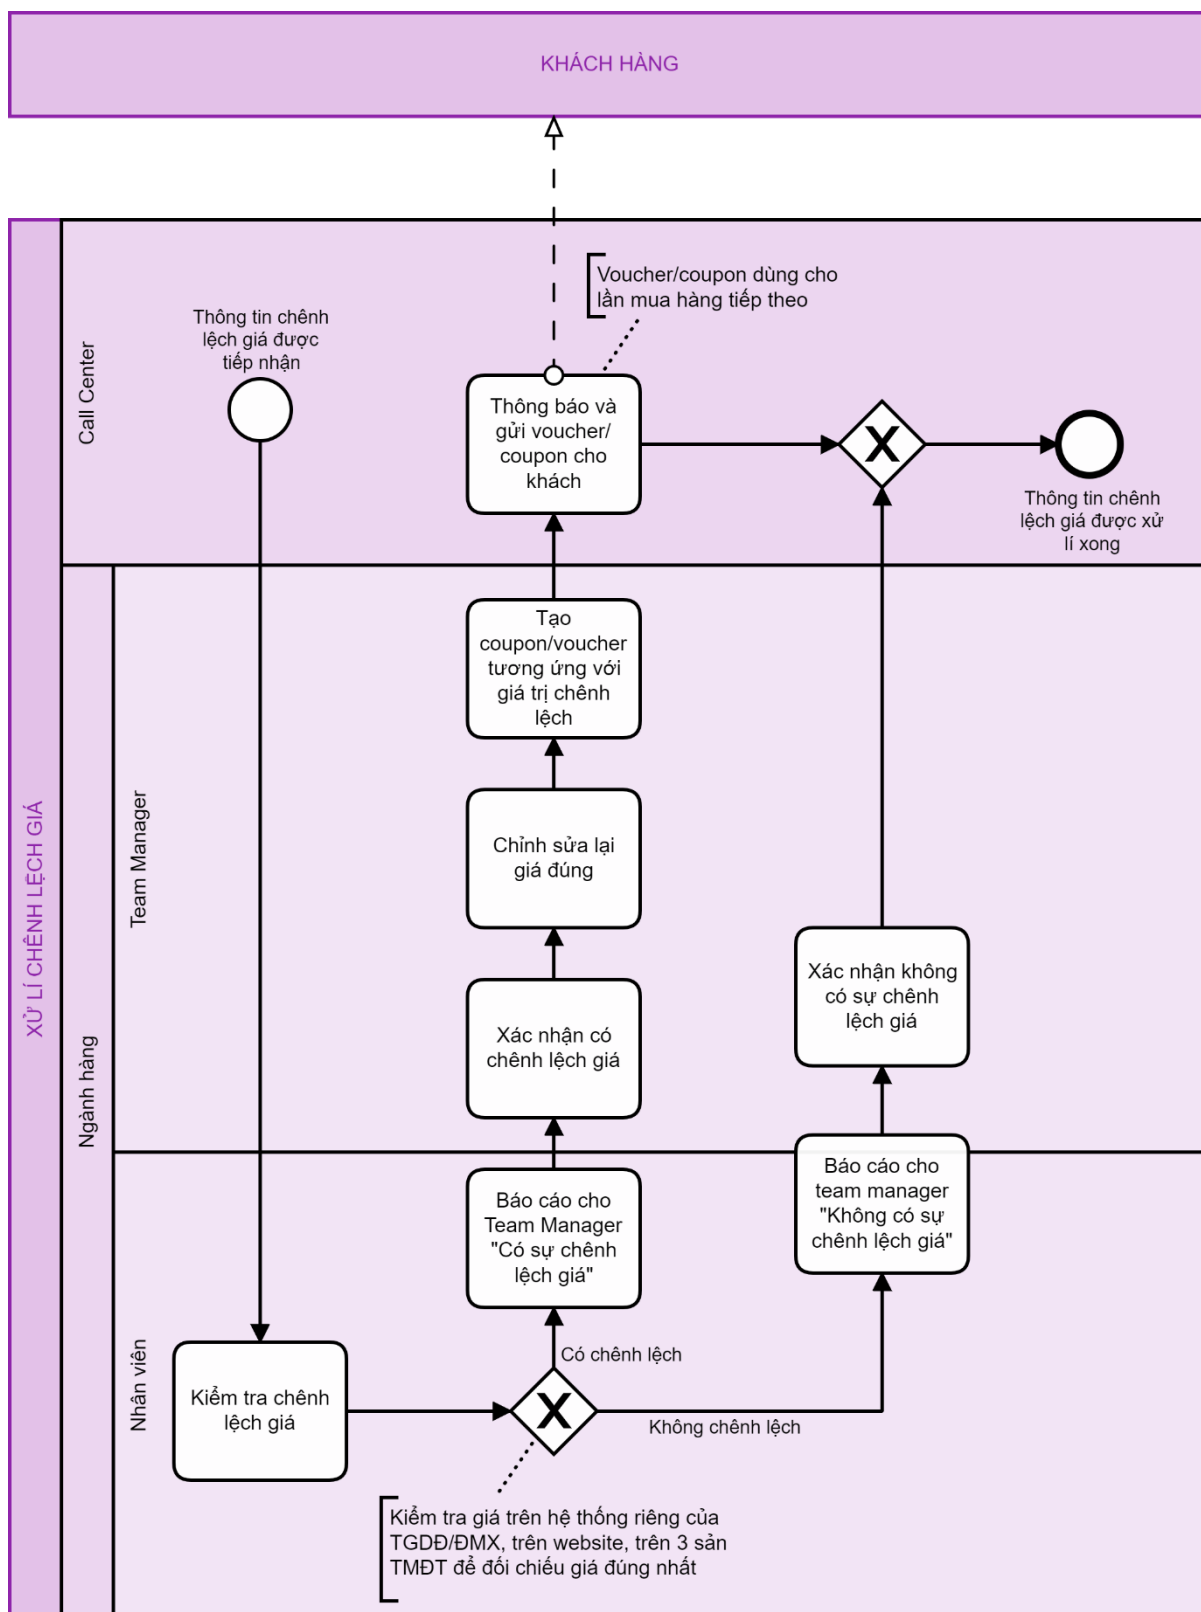 KHÁCH HÀNG
Voucher/coupon dùng cho
lần mua hàng tiếp theo
Thông tin chênh
lệch giá được
tiếp nhận
Call Center
Thông báo và
gửi voucher/
coupon cho
khách
Thông tin chênh
lệch giá được xử
lí xong
XỬ LÍ CHÊNH LỆCH GIÁ
Ngành hàng
Team Manager
Tạo
coupon/voucher
tương ứng với
giá trị chênh
lệch
Chỉnh sửa lại
giá đúng
Xác nhận có
chênh lệch giá
Xác nhận không
có sự chênh
lệch giá
Nhân viên
Báo cáo cho
Team Manager
"Có sự chênh
lệch giá"
Báo cáo cho
team manager
"Không có sự
chênh lệch giá"
Có chênh lệch
Kiểm tra chênh
lệch giá
Không chênh lệch
Kiểm tra giá trên hệ thống riêng của
TGDĐ/ĐMX, trên website, trên 3 sản
TMĐT để đối chiếu giá đúng nhất